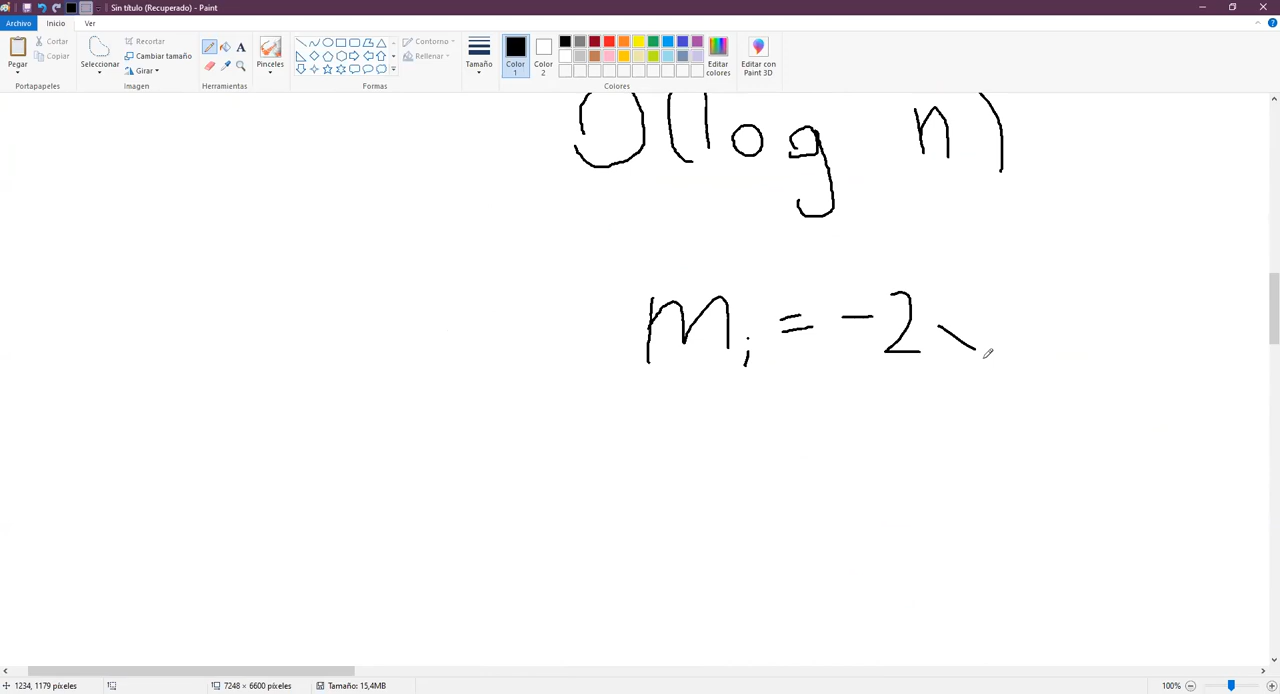 Sin título (Recuperado) - Paint
Archivo Inicio Ver
Pegar
Cortar
Copiar
Portapapeles
Seleccionar
Recortar
Cambiar tamaño
Girar
Imagen
A
Herramientas
Pinceles
Contorno
Rellenar
Formas
Tamaño
Color 1
Color 2
Editar colores
Colores
Editar con Paint 3D
O(log n)
m; = -2
1234, 1179 píxeles 7248 × 6600 píxeles Tamaño: 15,4MB 100%